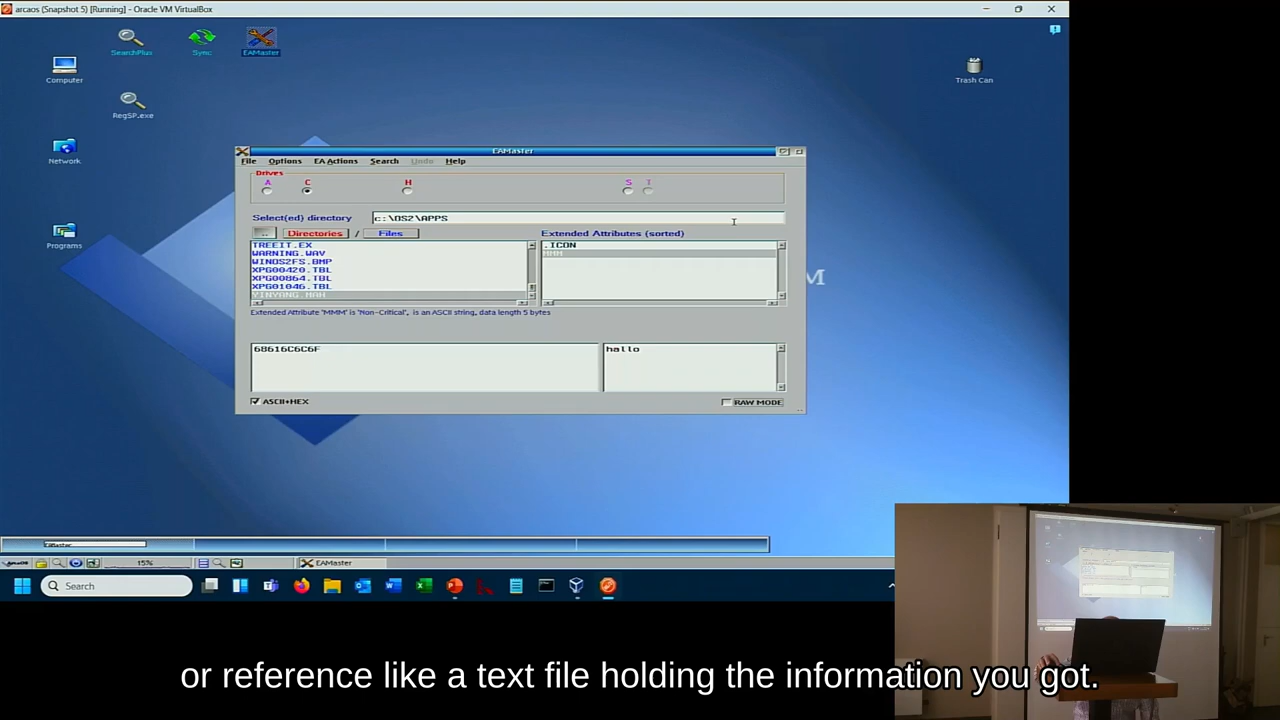 arcaos (Snapshot 5) [Running] - Oracle VM VirtualBox
SearchPlus
Sync
EAMaster
Computer
Trash Can
RegSP.exe
Network
Programs
EAMaster
File Options EA Actions Search Undo Help
Drives
A C H S T
Select(ed) directory c:\OS2\APPS
.. Directories / Files Extended Attributes (sorted)
TREEIT.EX
WARNING.WAV
WINOS2FS.BMP
XPG00420.TBL
XPG00864.TBL
XPG01046.TBL
YINYANG.MAH
.ICON
MMM
Extended Attribute 'MMM' is 'Non-Critical', is an ASCII string, data length 5 bytes
68616C6C6F
hallo
ASCII+HEX
RAW MODE
M
EAMaster
15%
EAMaster
Search
or reference like a text file holding the information you got.